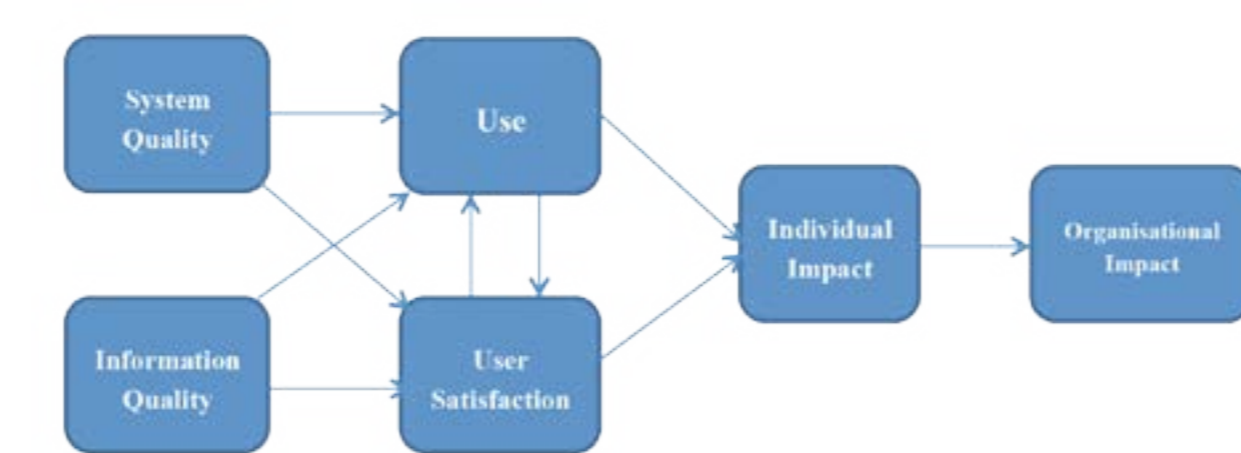 System
Quality
Use
Individual
Impact
Organisational
Impact
Information
Quality
User
Satisfaction